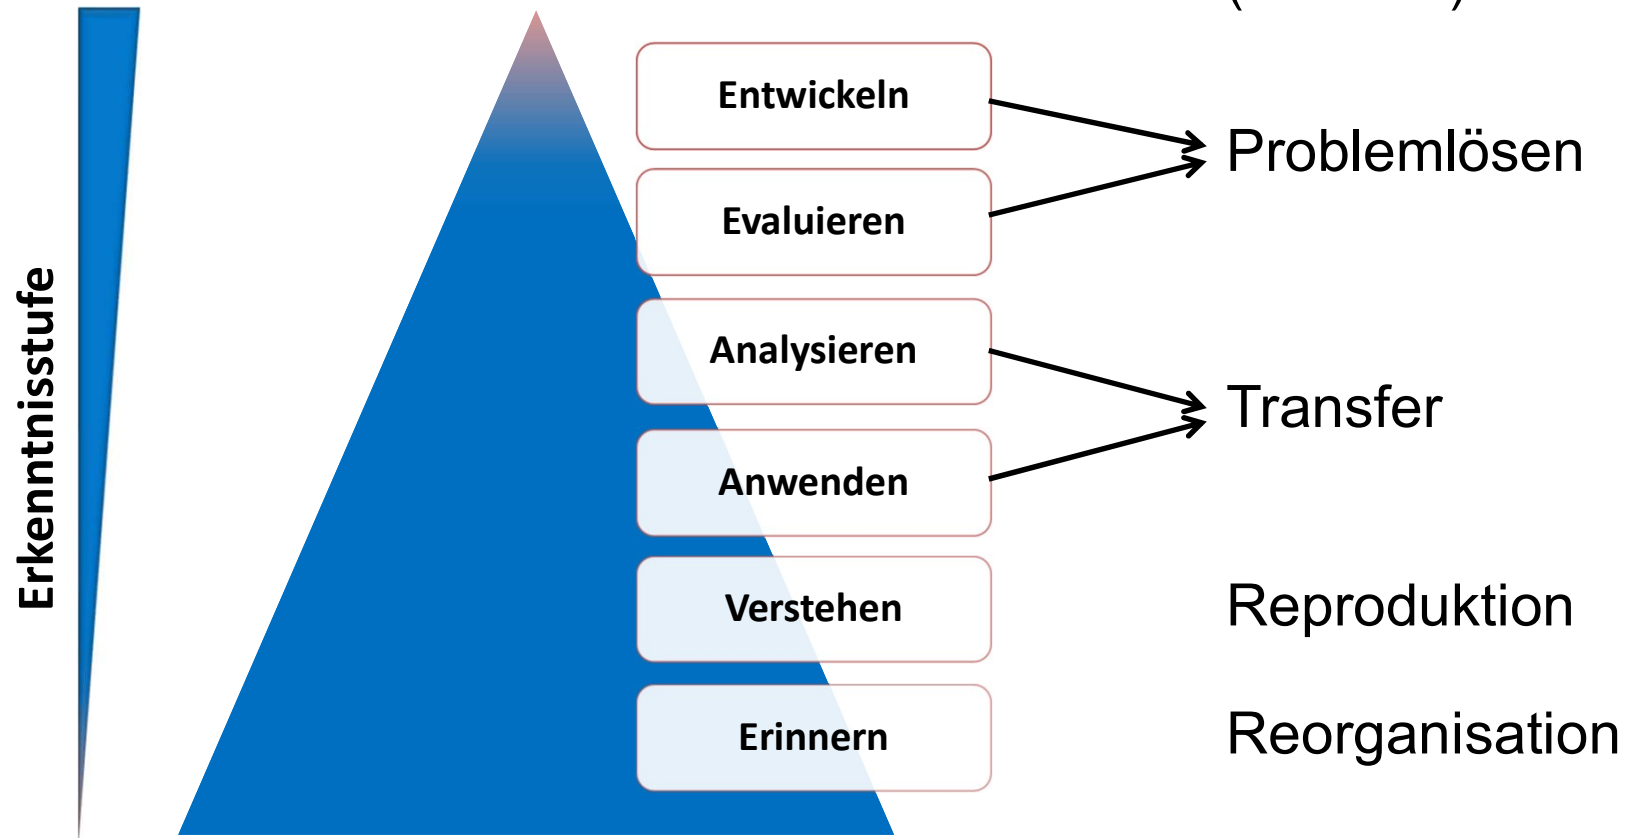 Entwickeln
Problemlösen
Evaluieren
Analysieren
Transfer
Anwenden
Verstehen
Reproduktion
Erinnern
Reorganisation
Erkenntnisstufe